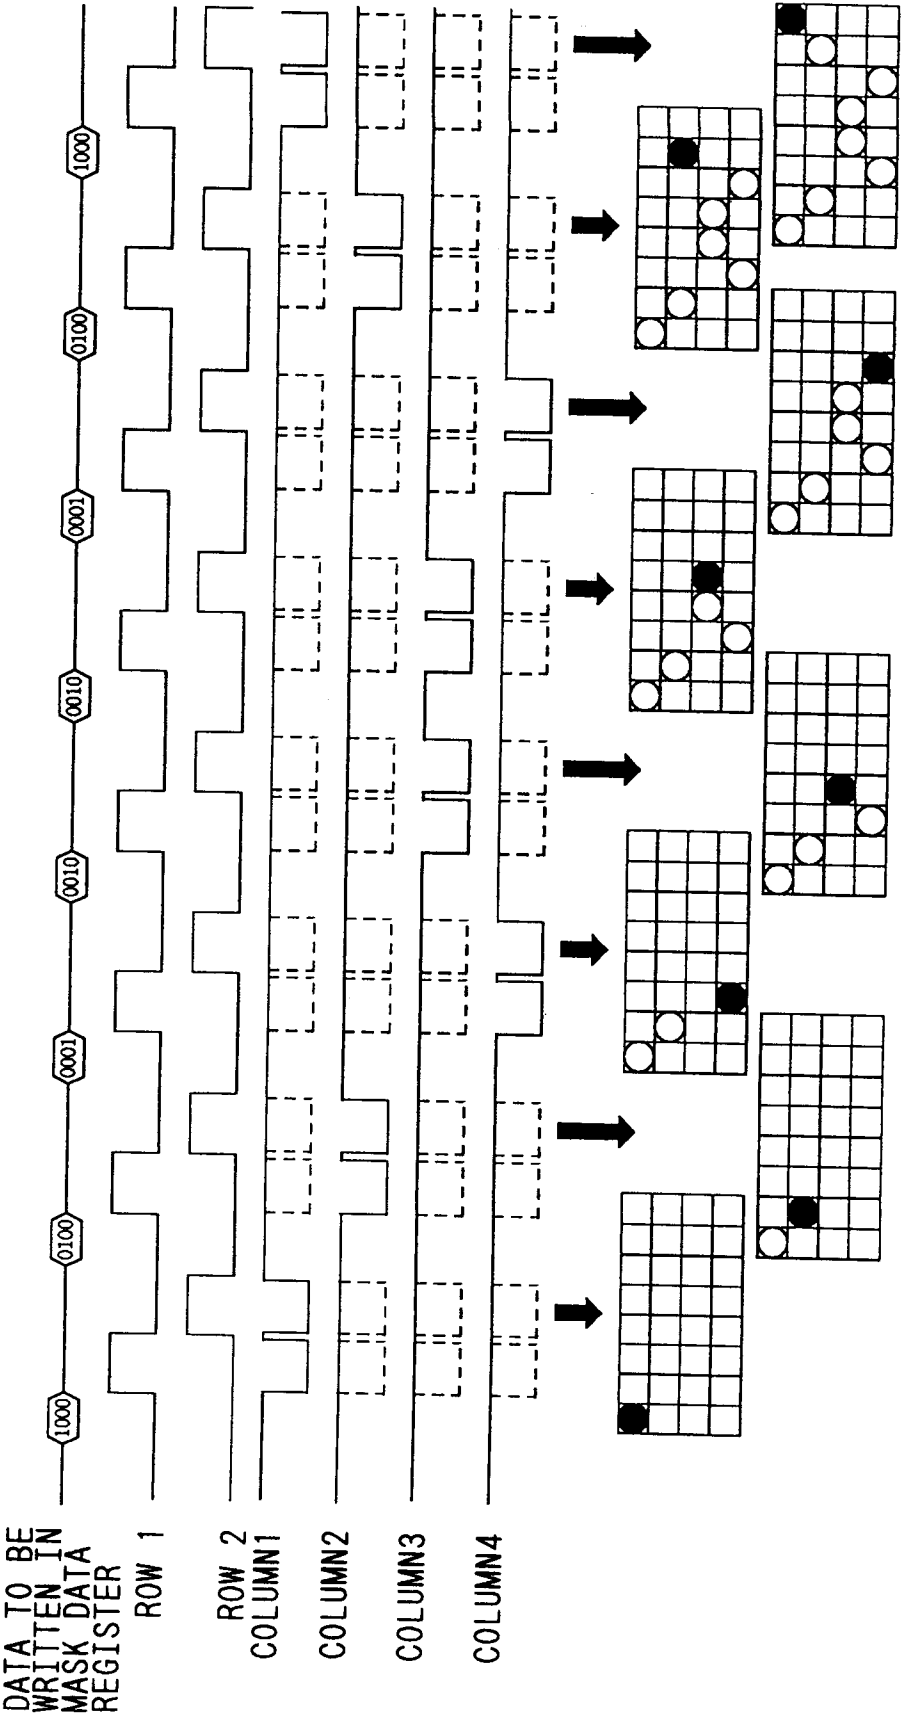 DATA TO BE
WRITTEN IN
MASK DATA
REGISTER
1000
0100
0001
0010
0010
0001
0100
1000
ROW 1
ROW 2
COLUMN1
COLUMN2
COLUMN3
COLUMN4